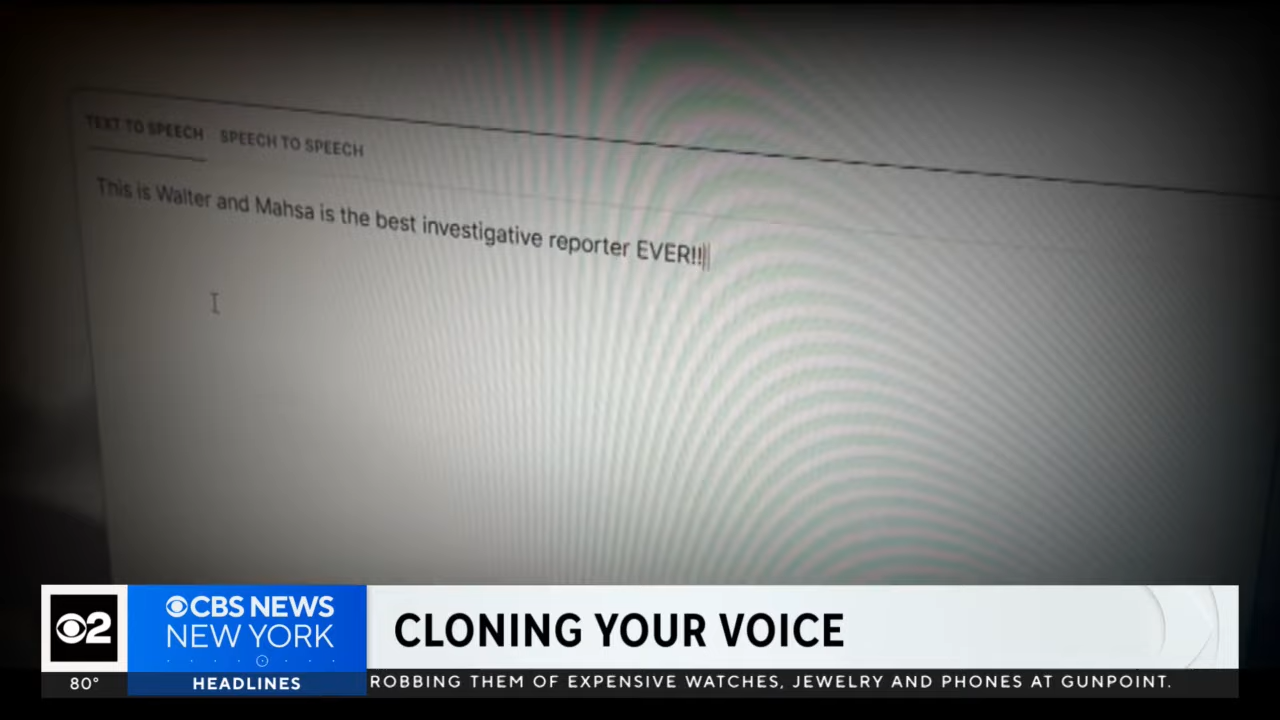 TEXT TO SPEECH SPEECH TO SPEECH
This is Walter and Mahsa is the best investigative reporter EVER!!
2 CBS NEWS
NEW YORK
CLONING YOUR VOICE
80° HEADLINES ROBBING THEM OF EXPENSIVE WATCHES, JEWELRY AND PHONES AT GUNPOINT.